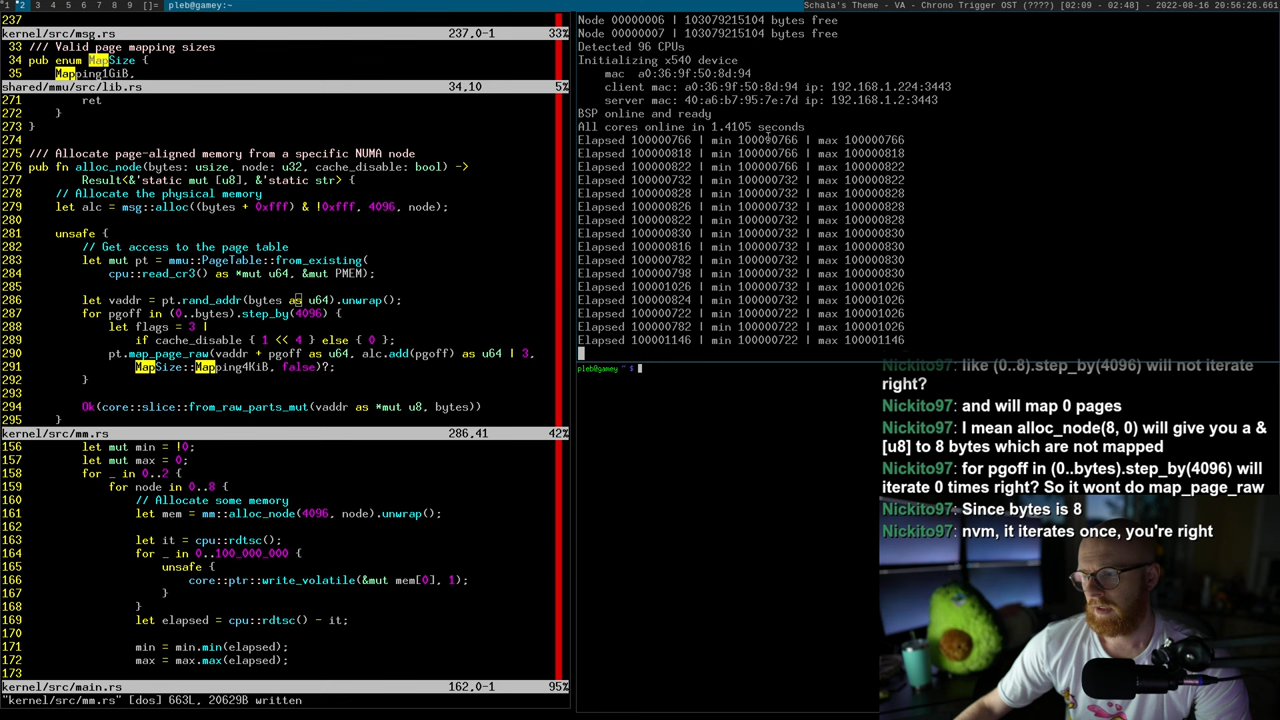 1 2 3 4 5 6 7 8 9 []= pleb@gamey:~
Schala's Theme - VA - Chrono Trigger OST (????) [02:09 - 02:48] - 2022-08-16 20:56:26.661
237
kernel/src/msg.rs 237,0-1 33%
33 /// Valid page mapping sizes
34 pub enum MapSize {
35 Mapping1GiB,
shared/mmu/src/lib.rs 34,10 5%
271 ret
272 }
273 }
274
275 /// Allocate page-aligned memory from a specific NUMA node
276 pub fn alloc_node(bytes: usize, node: u32, cache_disable: bool) ->
277 Result<&'static mut [u8], &'static str> {
278 // Allocate the physical memory
279 let alc = msg::alloc((bytes + 0xfff) & !0xfff, 4096, node);
280
281 unsafe {
282 // Get access to the page table
283 let mut pt = mmu::PageTable::from_existing(
284 cpu::read_cr3() as *mut u64, &mut PMEM);
285
286 let vaddr = pt.rand_addr(bytes as u64).unwrap();
287 for pgoff in (0..bytes).step_by(4096) {
288 let flags = 3 |
289 if cache_disable { 1 << 4 } else { 0 };
290 pt.map_page_raw(vaddr + pgoff as u64, alc.add(pgoff) as u64 | 3,
291 MapSize::Mapping4KiB, false)?;
292 }
293
294 Ok(core::slice::from_raw_parts_mut(vaddr as *mut u8, bytes))
295 }
kernel/src/mm.rs 286,41 42%
156 let mut min = !0;
157 let mut max = 0;
158 for _ in 0..2 {
159 for node in 0..8 {
160 // Allocate some memory
161 let mem = mm::alloc_node(4096, node).unwrap();
162
163 let it = cpu::rdtsc();
164 for _ in 0..100_000_000 {
165 unsafe {
166 core::ptr::write_volatile(&mut mem[0], 1);
167 }
168 }
169 let elapsed = cpu::rdtsc() - it;
170
171 min = min.min(elapsed);
172 max = max.max(elapsed);
173
kernel/src/main.rs 162,0-1 95%
"kernel/src/mm.rs" [dos] 663L, 20629B written
Node 00000006 | 103079215104 bytes free
Node 00000007 | 103079215104 bytes free
Detected 96 CPUs
Initializing x540 device
mac a0:36:9f:50:8d:94
client mac: a0:36:9f:50:8d:94 ip: 192.168.1.224:3443
server mac: 40:a6:b7:95:7e:7d ip: 192.168.1.2:3443
BSP online and ready
All cores online in 1.4105 seconds
Elapsed 100000766 | min 100000766 | max 100000766
Elapsed 100000818 | min 100000766 | max 100000818
Elapsed 100000822 | min 100000766 | max 100000822
Elapsed 100000732 | min 100000732 | max 100000822
Elapsed 100000828 | min 100000732 | max 100000828
Elapsed 100000826 | min 100000732 | max 100000828
Elapsed 100000822 | min 100000732 | max 100000828
Elapsed 100000830 | min 100000732 | max 100000830
Elapsed 100000816 | min 100000732 | max 100000830
Elapsed 100000782 | min 100000732 | max 100000830
Elapsed 100000798 | min 100000732 | max 100000830
Elapsed 100001026 | min 100000732 | max 100001026
Elapsed 100000824 | min 100000732 | max 100001026
Elapsed 100000722 | min 100000722 | max 100001026
Elapsed 100000782 | min 100000722 | max 100001026
Elapsed 100001146 | min 100000722 | max 100001146
pleb@gamey ~ $
Nickito97: like (0..8).step_by(4096) will not iterate
right?
Nickito97: and will map 0 pages
Nickito97: I mean alloc_node(8, 0) will give you a &
[u8] to 8 bytes which are not mapped
Nickito97: for pgoff in (0..bytes).step_by(4096) will
iterate 0 times right? So it wont do map_page_raw
Nickito97: Since bytes is 8
Nickito97: nvm, it iterates once, you're right